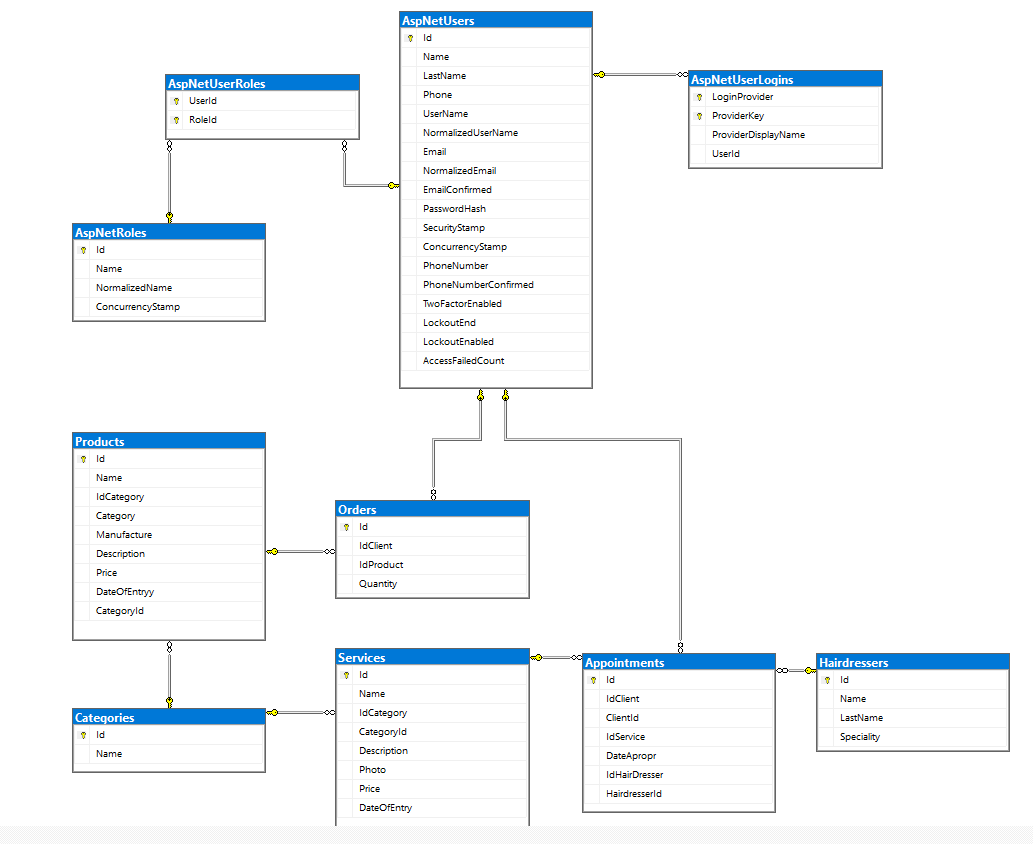 AspNetUsers
Id
Name
LastName
Phone
UserName
NormalizedUserName
Email
NormalizedEmail
EmailConfirmed
PasswordHash
SecurityStamp
ConcurrencyStamp
PhoneNumber
PhoneNumberConfirmed
TwoFactorEnabled
LockoutEnd
LockoutEnabled
AccessFailedCount
AspNetUserRoles
UserId
RoleId
AspNetUserLogins
LoginProvider
ProviderKey
ProviderDisplayName
UserId
AspNetRoles
Id
Name
NormalizedName
ConcurrencyStamp
Products
Id
Name
IdCategory
Category
Manufacture
Description
Price
DateOfEntryy
CategoryId
Orders
Id
IdClient
IdProduct
Quantity
Services
Id
Name
IdCategory
CategoryId
Description
Photo
Price
DateOfEntry
Appointments
Id
IdClient
ClientId
IdService
DateApropr
IdHairDresser
HairdresserId
Hairdressers
Id
Name
LastName
Speciality
Categories
Id
Name